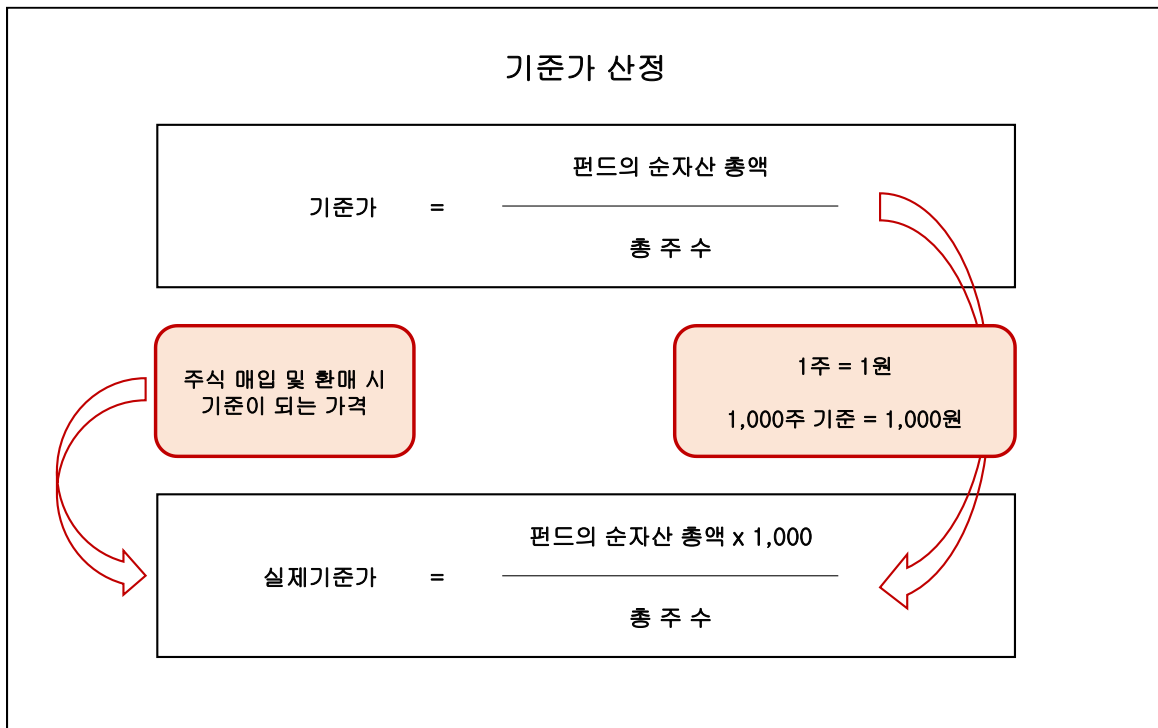 기준가 산정
펀드의 순자산 총액
기준가 =
총 주 수
주식 매입 및 환매 시
기준이 되는 가격
1주 = 1원
1,000주 기준 = 1,000원
펀드의 순자산 총액 x 1,000
실제기준가 =
총 주 수